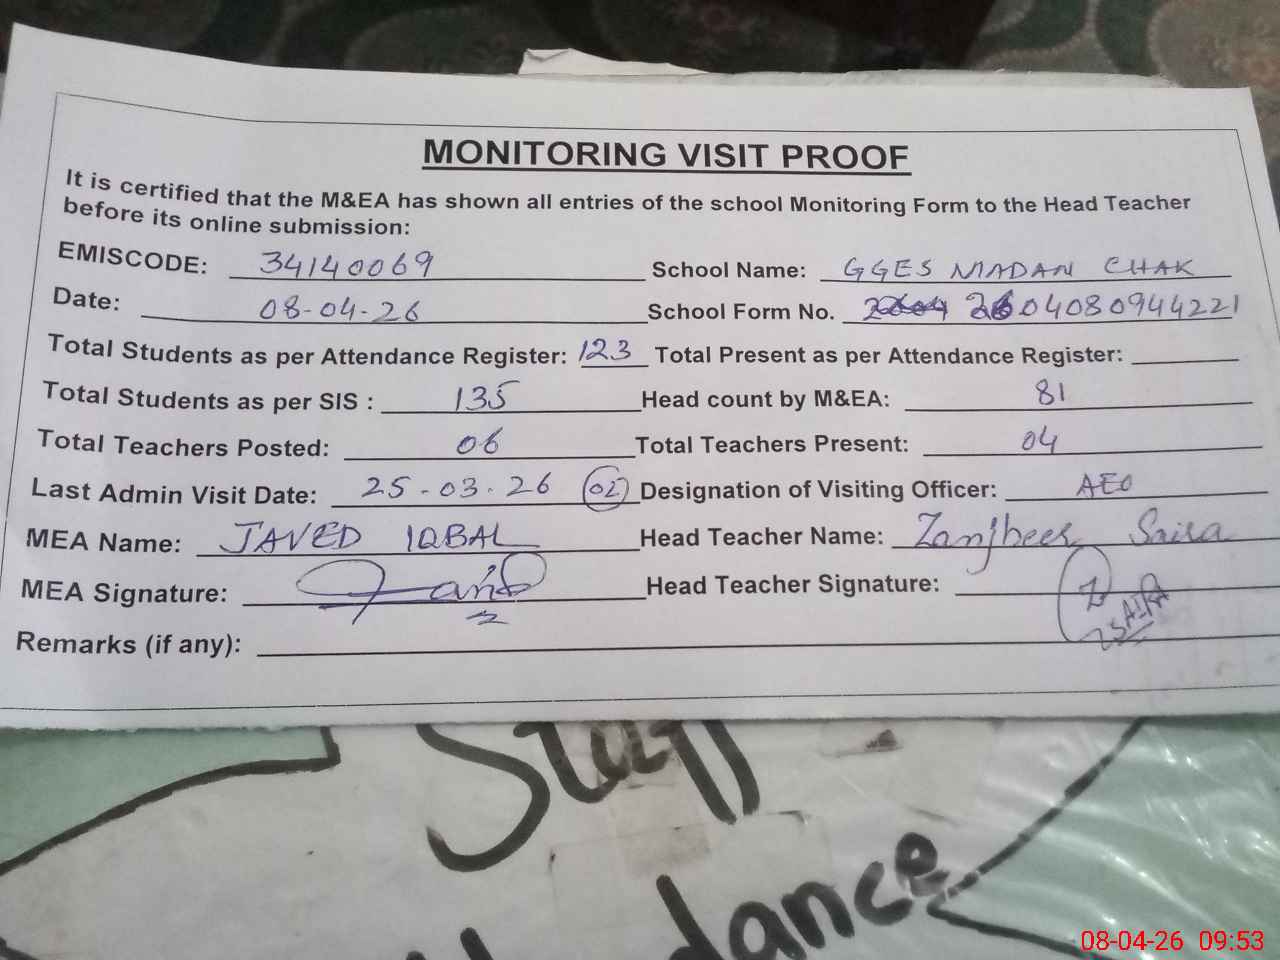 MONITORING VISIT PROOF
It is certified that the M&EA has shown all entries of the school Monitoring Form to the Head Teacher
before its online submission:
EMISCODE: 34140069 School Name: GGES MADAN CHAK
Date: 08-04-26 School Form No. 2604 2604080944221
Total Students as per Attendance Register: 123 Total Present as per Attendance Register:
Total Students as per SIS : 135 Head count by M&EA: 81
Total Teachers Posted: 06 Total Teachers Present: 04
Last Admin Visit Date: 25-03-26 02 Designation of Visiting Officer: AEO
MEA Name: JAVED IQBAL Head Teacher Name: Zanjbeer Saira
MEA Signature: Head Teacher Signature: SAIRA
Remarks (if any):
Staff
Attendance
08-04-26 09:53